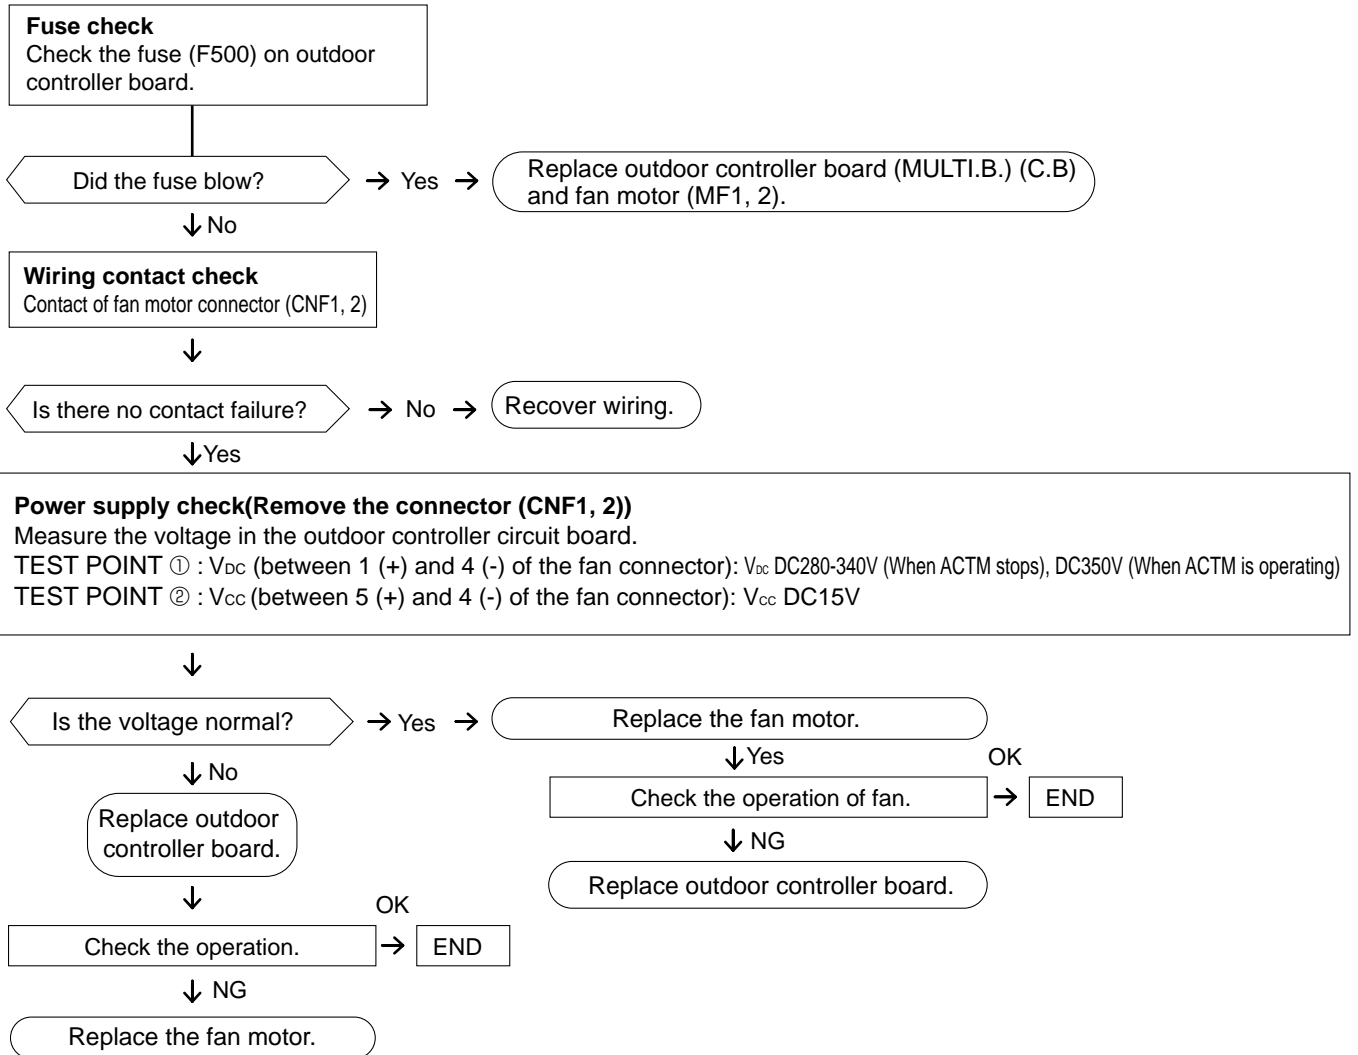 Fuse check
Check the fuse (F500) on outdoor
controller board.
Did the fuse blow?
Yes
Replace outdoor controller board (MULTI.B.) (C.B)
and fan motor (MF1, 2).
No
Wiring contact check
Contact of fan motor connector (CNF1, 2)
Is there no contact failure?
No
Recover wiring.
Yes
Power supply check(Remove the connector (CNF1, 2))
Measure the voltage in the outdoor controller circuit board.
TEST POINT ① : VDC (between 1 (+) and 4 (-) of the fan connector): VDC DC280-340V (When ACTM stops), DC350V (When ACTM is operating)
TEST POINT ② : VCC (between 5 (+) and 4 (-) of the fan connector): VCC DC15V
Is the voltage normal?
Yes
Replace the fan motor.
Yes
OK
Check the operation of fan.
END
NG
Replace outdoor controller board.
No
Replace outdoor
controller board.
OK
Check the operation.
END
NG
Replace the fan motor.